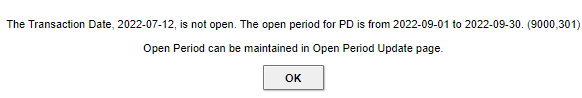 The Transaction Date, 2022-07-12, is not open. The open period for PD is from 2022-09-01 to 2022-09-30. (9000,301)
Open Period can be maintained in Open Period Update page.
OK